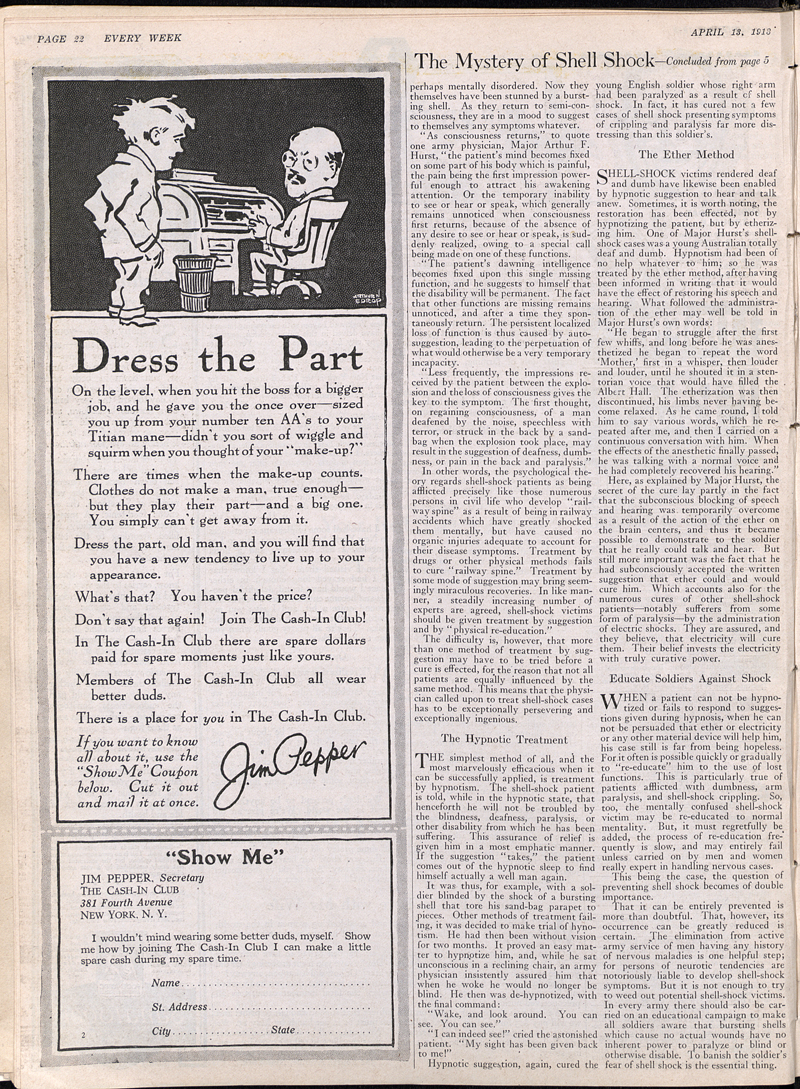 PAGE 22 EVERY WEEK
APRIL 13, 1918
ARTHUR N
EDROP
Dress the Part
On the level, when you hit the boss for a bigger
job, and he gave you the once over—sized
you up from your number ten AA's to your
Titian mane—didn't you sort of wiggle and
squirm when you thought of your "make-up?"
There are times when the make-up counts.
Clothes do not make a man, true enough—
but they play their part—and a big one.
You simply can't get away from it.
Dress the part, old man, and you will find that
you have a new tendency to live up to your
appearance.
What's that? You haven't the price?
Don't say that again! Join The Cash-In Club!
In The Cash-In Club there are spare dollars
paid for spare moments just like yours.
Members of The Cash-In Club all wear
better duds.
There is a place for you in The Cash-In Club.
If you want to know
all about it, use the
"Show Me" Coupon
below. Cut it out
and mail it at once.
Jim Pepper
"Show Me"
JIM PEPPER, Secretary
THE CASH-IN CLUB
381 Fourth Avenue
NEW YORK, N. Y.
I wouldn't mind wearing some better duds, myself. Show
me how by joining The Cash-In Club I can make a little
spare cash during my spare time.
Name
St. Address
2 City State
The Mystery of Shell Shock—Concluded from page 5
perhaps mentally disordered. Now they
themselves have been stunned by a burst-
ing shell. As they return to semi-con-
sciousness, they are in a mood to suggest
to themselves any symptoms whatever.
"As consciousness returns," to quote
one army physician, Major Arthur F.
Hurst, "the patient's mind becomes fixed
on some part of his body which is painful,
the pain being the first impression power-
ful enough to attract his awakening
attention. Or the temporary inability
to see or hear or speak, which generally
remains unnoticed when consciousness
first returns, because of the absence of
any desire to see or hear or speak, is sud-
denly realized, owing to a special call
being made on one of these functions.
"The patient's dawning intelligence
becomes fixed upon this single missing
function, and he suggests to himself that
the disability will be permanent. The fact
that other functions are missing remains
unnoticed, and after a time they spon-
taneously return. The persistent localized
loss of function is thus caused by auto-
suggestion, leading to the perpetuation of
what would otherwise be a very temporary
incapacity.
"Less frequently, the impressions re-
ceived by the patient between the explo-
sion and the loss of consciousness gives the
key to the symptom. The first thought,
on regaining consciousness, of a man
deafened by the noise, speechless with
terror, or struck in the back by a sand-
bag when the explosion took place, may
result in the suggestion of deafness, dumb-
ness, or pain in the back and paralysis."
In other words, the psychological the-
ory regards shell-shock patients as being
afflicted precisely like those numerous
persons in civil life who develop "rail-
way spine" as a result of being in railway
accidents which have greatly shocked
them mentally, but have caused no
organic injuries adequate to account for
their disease symptoms. Treatment by
drugs or other physical methods fails
to cure "railway spine." Treatment by
some mode of suggestion may bring seem-
ingly miraculous recoveries. In like man-
ner, a steadily increasing number of
experts are agreed, shell-shock victims
should be given treatment by suggestion
and by "physical re-education."
The difficulty is, however, that more
than one method of treatment by sug-
gestion may have to be tried before a
cure is effected, for the reason that not all
patients are equally influenced by the
same method. This means that the physi-
cian called upon to treat shell-shock cases
has to be exceptionally persevering and
exceptionally ingenious.
The Hypnotic Treatment
THE simplest method of all, and the
most marvelously efficacious when it
can be successfully applied, is treatment
by hypnotism. The shell-shock patient
is told, while in the hypnotic state, that
henceforth he will not be troubled by
the blindness, deafness, paralysis, or
other disability from which he has been
suffering. This assurance of relief is
given him in a most emphatic manner.
If the suggestion "takes," the patient
comes out of the hypnotic sleep to find
himself actually a well man again.
It was thus, for example, with a sol-
dier blinded by the shock of a bursting
shell that tore his sand-bag parapet to
pieces. Other methods of treatment fail-
ing, it was decided to make trial of hypno-
tism. He had then been without vision
for two months. It proved an easy mat-
ter to hypnotize him, and, while he sat
unconscious in a reclining chair, an army
physician insistently assured him that
when he woke he would no longer be
blind. He then was de-hypnotized, with
the final command:
"Wake, and look around. You can
see. You can see."
"I can indeed see!" cried the astonished
patient. "My sight has been given back
to me!"
Hypnotic suggestion, again, cured the
young English soldier whose right arm
had been paralyzed as a result of shell
shock. In fact, it has cured not a few
cases of shell shock presenting symptoms
of crippling and paralysis far more dis-
tressing than this soldier's.
The Ether Method
SHELL-SHOCK victims rendered deaf
and dumb have likewise been enabled
by hypnotic suggestion to hear and talk
anew. Sometimes, it is worth noting, the
restoration has been effected, not by
hypnotizing the patient, but by etheriz-
ing him. One of Major Hurst's shell-
shock cases was a young Australian totally
deaf and dumb. Hypnotism had been of
no help whatever to him; so he was
treated by the ether method, after having
been informed in writing that it would
have the effect of restoring his speech and
hearing. What followed the administra-
tion of the ether may well be told in
Major Hurst's own words:
"He began to struggle after the first
few whiffs, and long before he was anes-
thetized he began to repeat the word
'Mother,' first in a whisper, then louder
and louder, until he shouted it in a sten-
torian voice that would have filled the
Albert Hall. The etherization was then
discontinued, his limbs never having be-
come relaxed. As he came round, I told
him to say various words, which he re-
peated after me, and then I carried on a
continuous conversation with him. When
the effects of the anesthetic finally passed,
he was talking with a normal voice and
he had completely recovered his hearing."
Here, as explained by Major Hurst, the
secret of the cure lay partly in the fact
that the subconscious blocking of speech
and hearing was temporarily overcome
as a result of the action of the ether on
the brain centers, and thus it became
possible to demonstrate to the soldier
that he really could talk and hear. But
still more important was the fact that he
had subconsciously accepted the written
suggestion that ether could and would
cure him. Which accounts also for the
numerous cures of other shell-shock
patients—notably sufferers from some
form of paralysis—by the administration
of electric shocks. They are assured, and
they believe, that electricity will cure
them. Their belief invests the electricity
with truly curative power.
Educate Soldiers Against Shock
WHEN a patient can not be hypno-
tized or fails to respond to sugges-
tions given during hypnosis, when he can
not be persuaded that ether or electricity
or any other material device will help him,
his case still is far from being hopeless.
For it often is possible quickly or gradually
to "re-educate" him to the use of lost
functions. This is particularly true of
patients afflicted with dumbness, arm
paralysis, and shell-shock crippling. So,
too, the mentally confused shell-shock
victim may be re-educated to normal
mentality. But, it must regretfully be
added, the process of re-education fre-
quently is slow, and may entirely fail
unless carried on by men and women
really expert in handling nervous cases.
This being the case, the question of
preventing shell shock becomes of double
importance.
That it can be entirely prevented is
more than doubtful. That, however, its
occurrence can be greatly reduced is
certain. The elimination from active
army service of men having any history
of nervous maladies is one helpful step;
for persons of neurotic tendencies are
notoriously liable to develop shell-shock
symptoms. But it is not enough to try
to weed out potential shell-shock victims.
In every army there should also be car-
ried on an educational campaign to make
all soldiers aware that bursting shells
which cause no actual wounds have no
inherent power to paralyze or blind or
otherwise disable. To banish the soldier's
fear of shell shock is the essential thing.